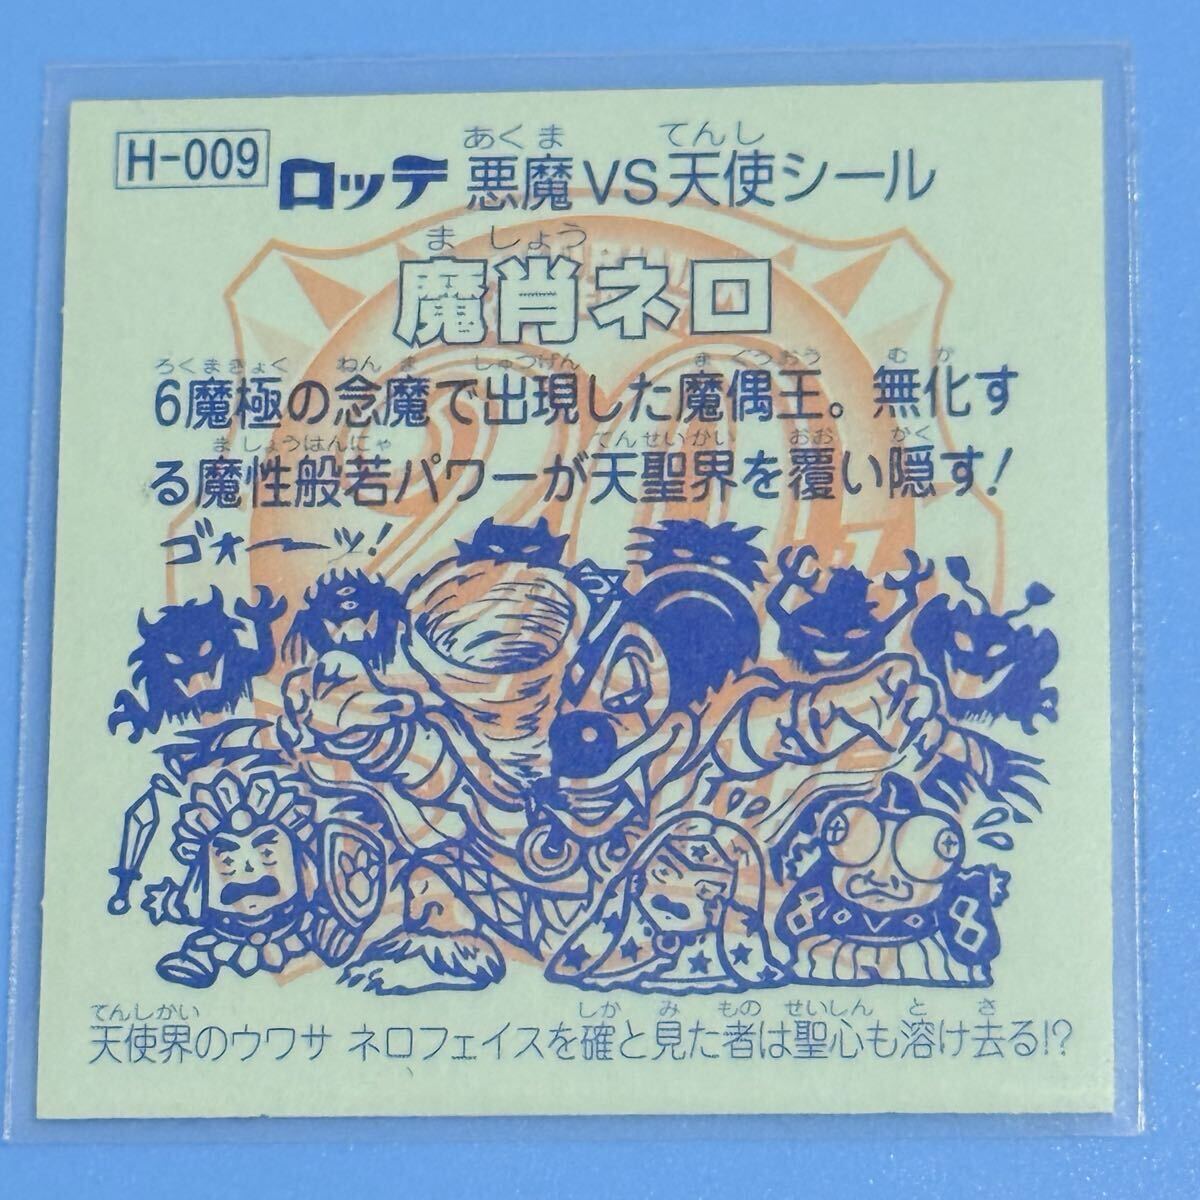 H-009 ロッテ 悪魔VS天使シール
あくま てんし
ましょう
魔肖ネロ
ろくまきょく ねんま しゅつげん まぐうおう むか
6魔極の念魔で出現した魔偶王。無化す
ましょうはんにゃ てんせいかい おお かく
る魔性般若パワーが天聖界を覆い隠す!
ゴォーーッ!
てんしかい しか み もの せいしん と さ
天使界のウワサ ネロフェイスを確と見た者は聖心も溶け去る!?